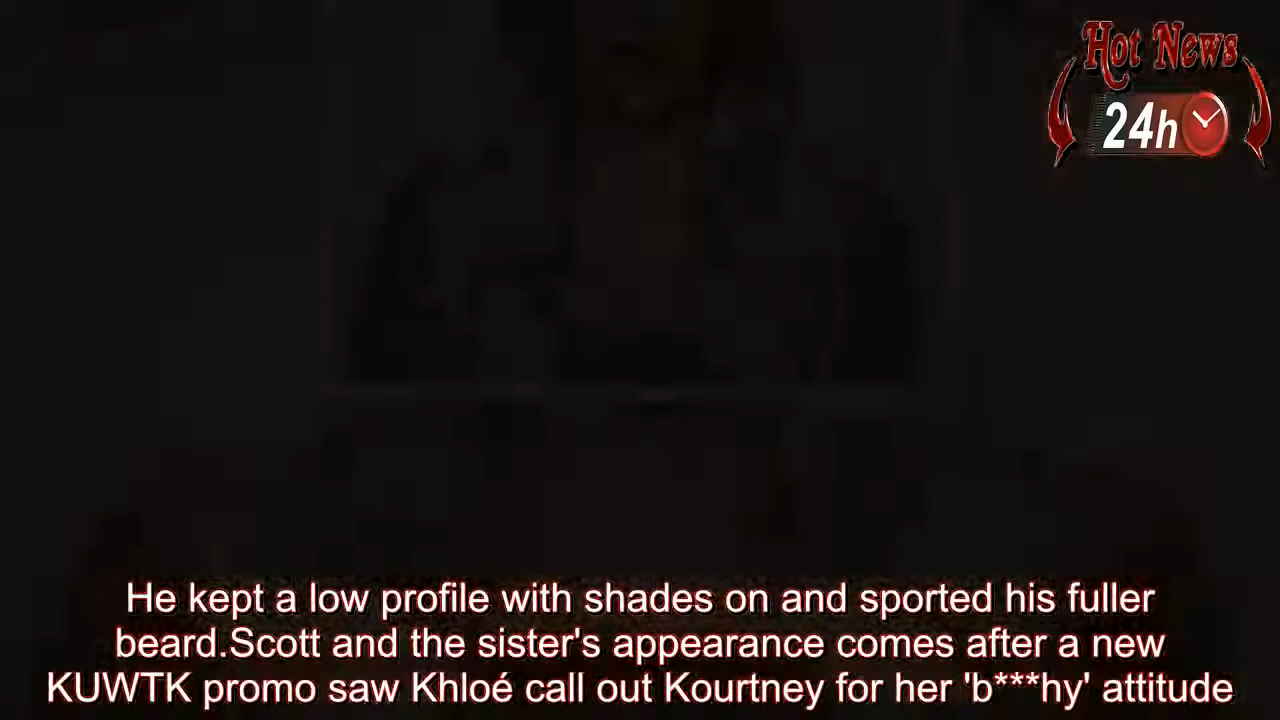 Hot News
24h
He kept a low profile with shades on and sported his fuller
beard.Scott and the sister's appearance comes after a new
KUWTK promo saw Khloé call out Kourtney for her 'b***hy' attitude